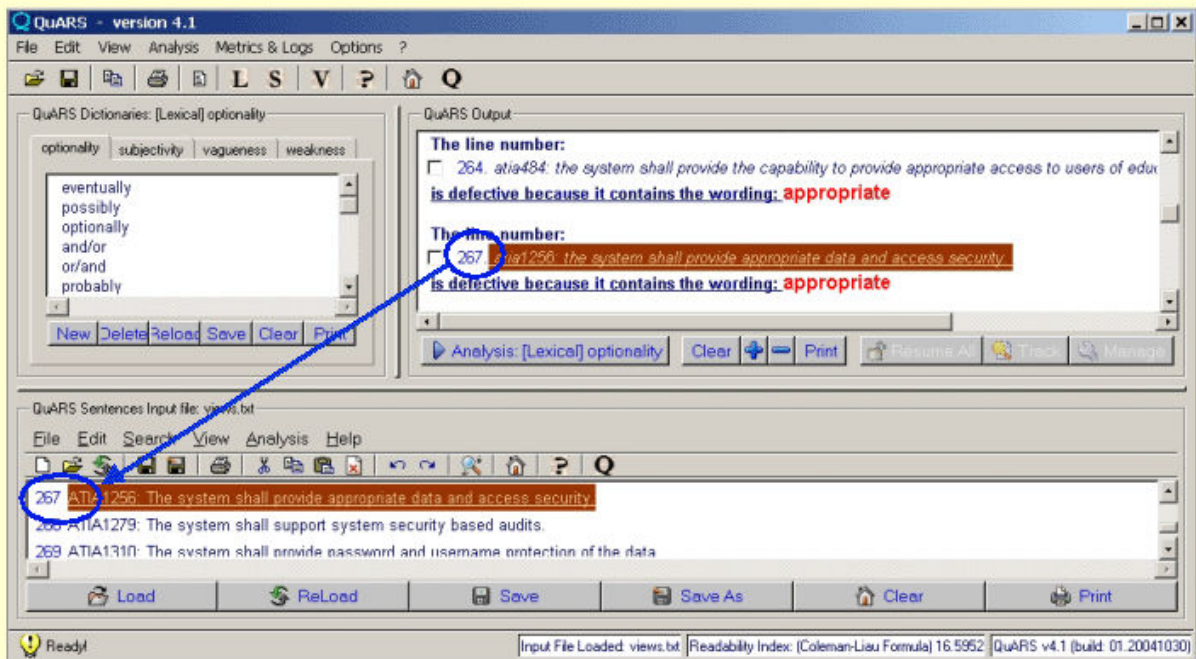 QuARS - version 4.1
File Edit View Analysis Metrics & Logs Options ?
L S V ? Q
QuARS Dictionaries: [Lexical] optionality
optionality subjectivity vagueness weakness
eventually
possibly
optionally
and/or
or/and
probably
New Delete Reload Save Clear Print
QuARS Output
The line number:
264. atia484: the system shall provide the capability to provide appropriate access to users of educ
is defective because it contains the wording: appropriate
The line number:
267. atia1256: the system shall provide appropriate data and access security.
is defective because it contains the wording: appropriate
Analysis: [Lexical] optionality Clear Print Resume All Track Manage
QuARS Sentences Input file: views.txt
File Edit Search View Analysis Help
? Q
267 ATIA1256: The system shall provide appropriate data and access security.
268 ATIA1279: The system shall support system security based audits.
269 ATIA1310: The system shall provide password and username protection of the data
Load ReLoad Save Save As Clear Print
Ready! Input File Loaded: views.txt Readability Index: (Coleman-Liau Formula) 16.5952 QuARS v4.1 (build: 01.20041030)